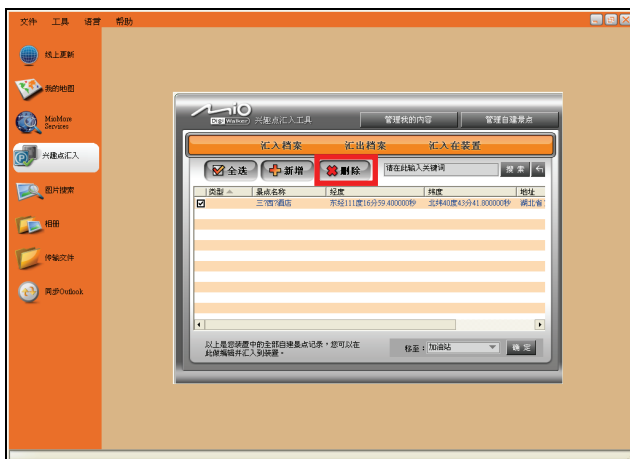 文件 工具 语言 帮助
线上更新
我的地图
MioMore
Services
兴趣点汇入
图片搜索
相册
传输文件
同步Outlook
Mio
DigiWalker 兴趣点汇入工具
管理我的内容
管理自建景点
汇入档案 汇出档案 汇入在装置
全选 新增 删除 请在此输入关键词 搜索
类型 景点名称 经度 纬度 地址
三?西?酒店 东经111度16分59.400000秒 北纬40度43分41.800000秒 湖北省
以上是您装置中的全部自建景点记录,您可以在
此做编辑并汇入到装置。
移至: 加油站 确定